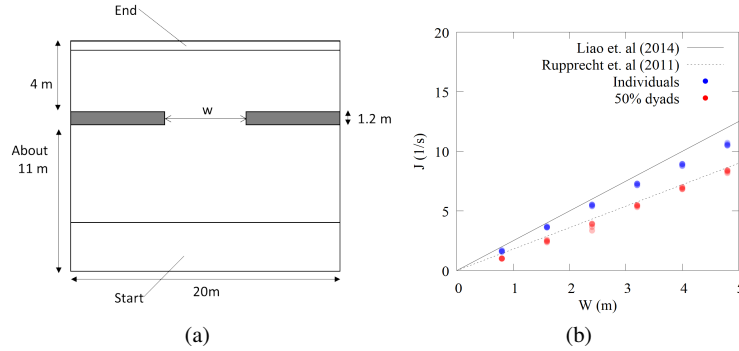 End
4 m
w
1.2 m
About
11 m
Start
20m
(a)
20
15
10
5
0
J (1/s)
Liao et. al (2014)
Rupprecht et. al (2011)
Individuals
50% dyads
0 1 2 3 4 5
W (m)
(b)